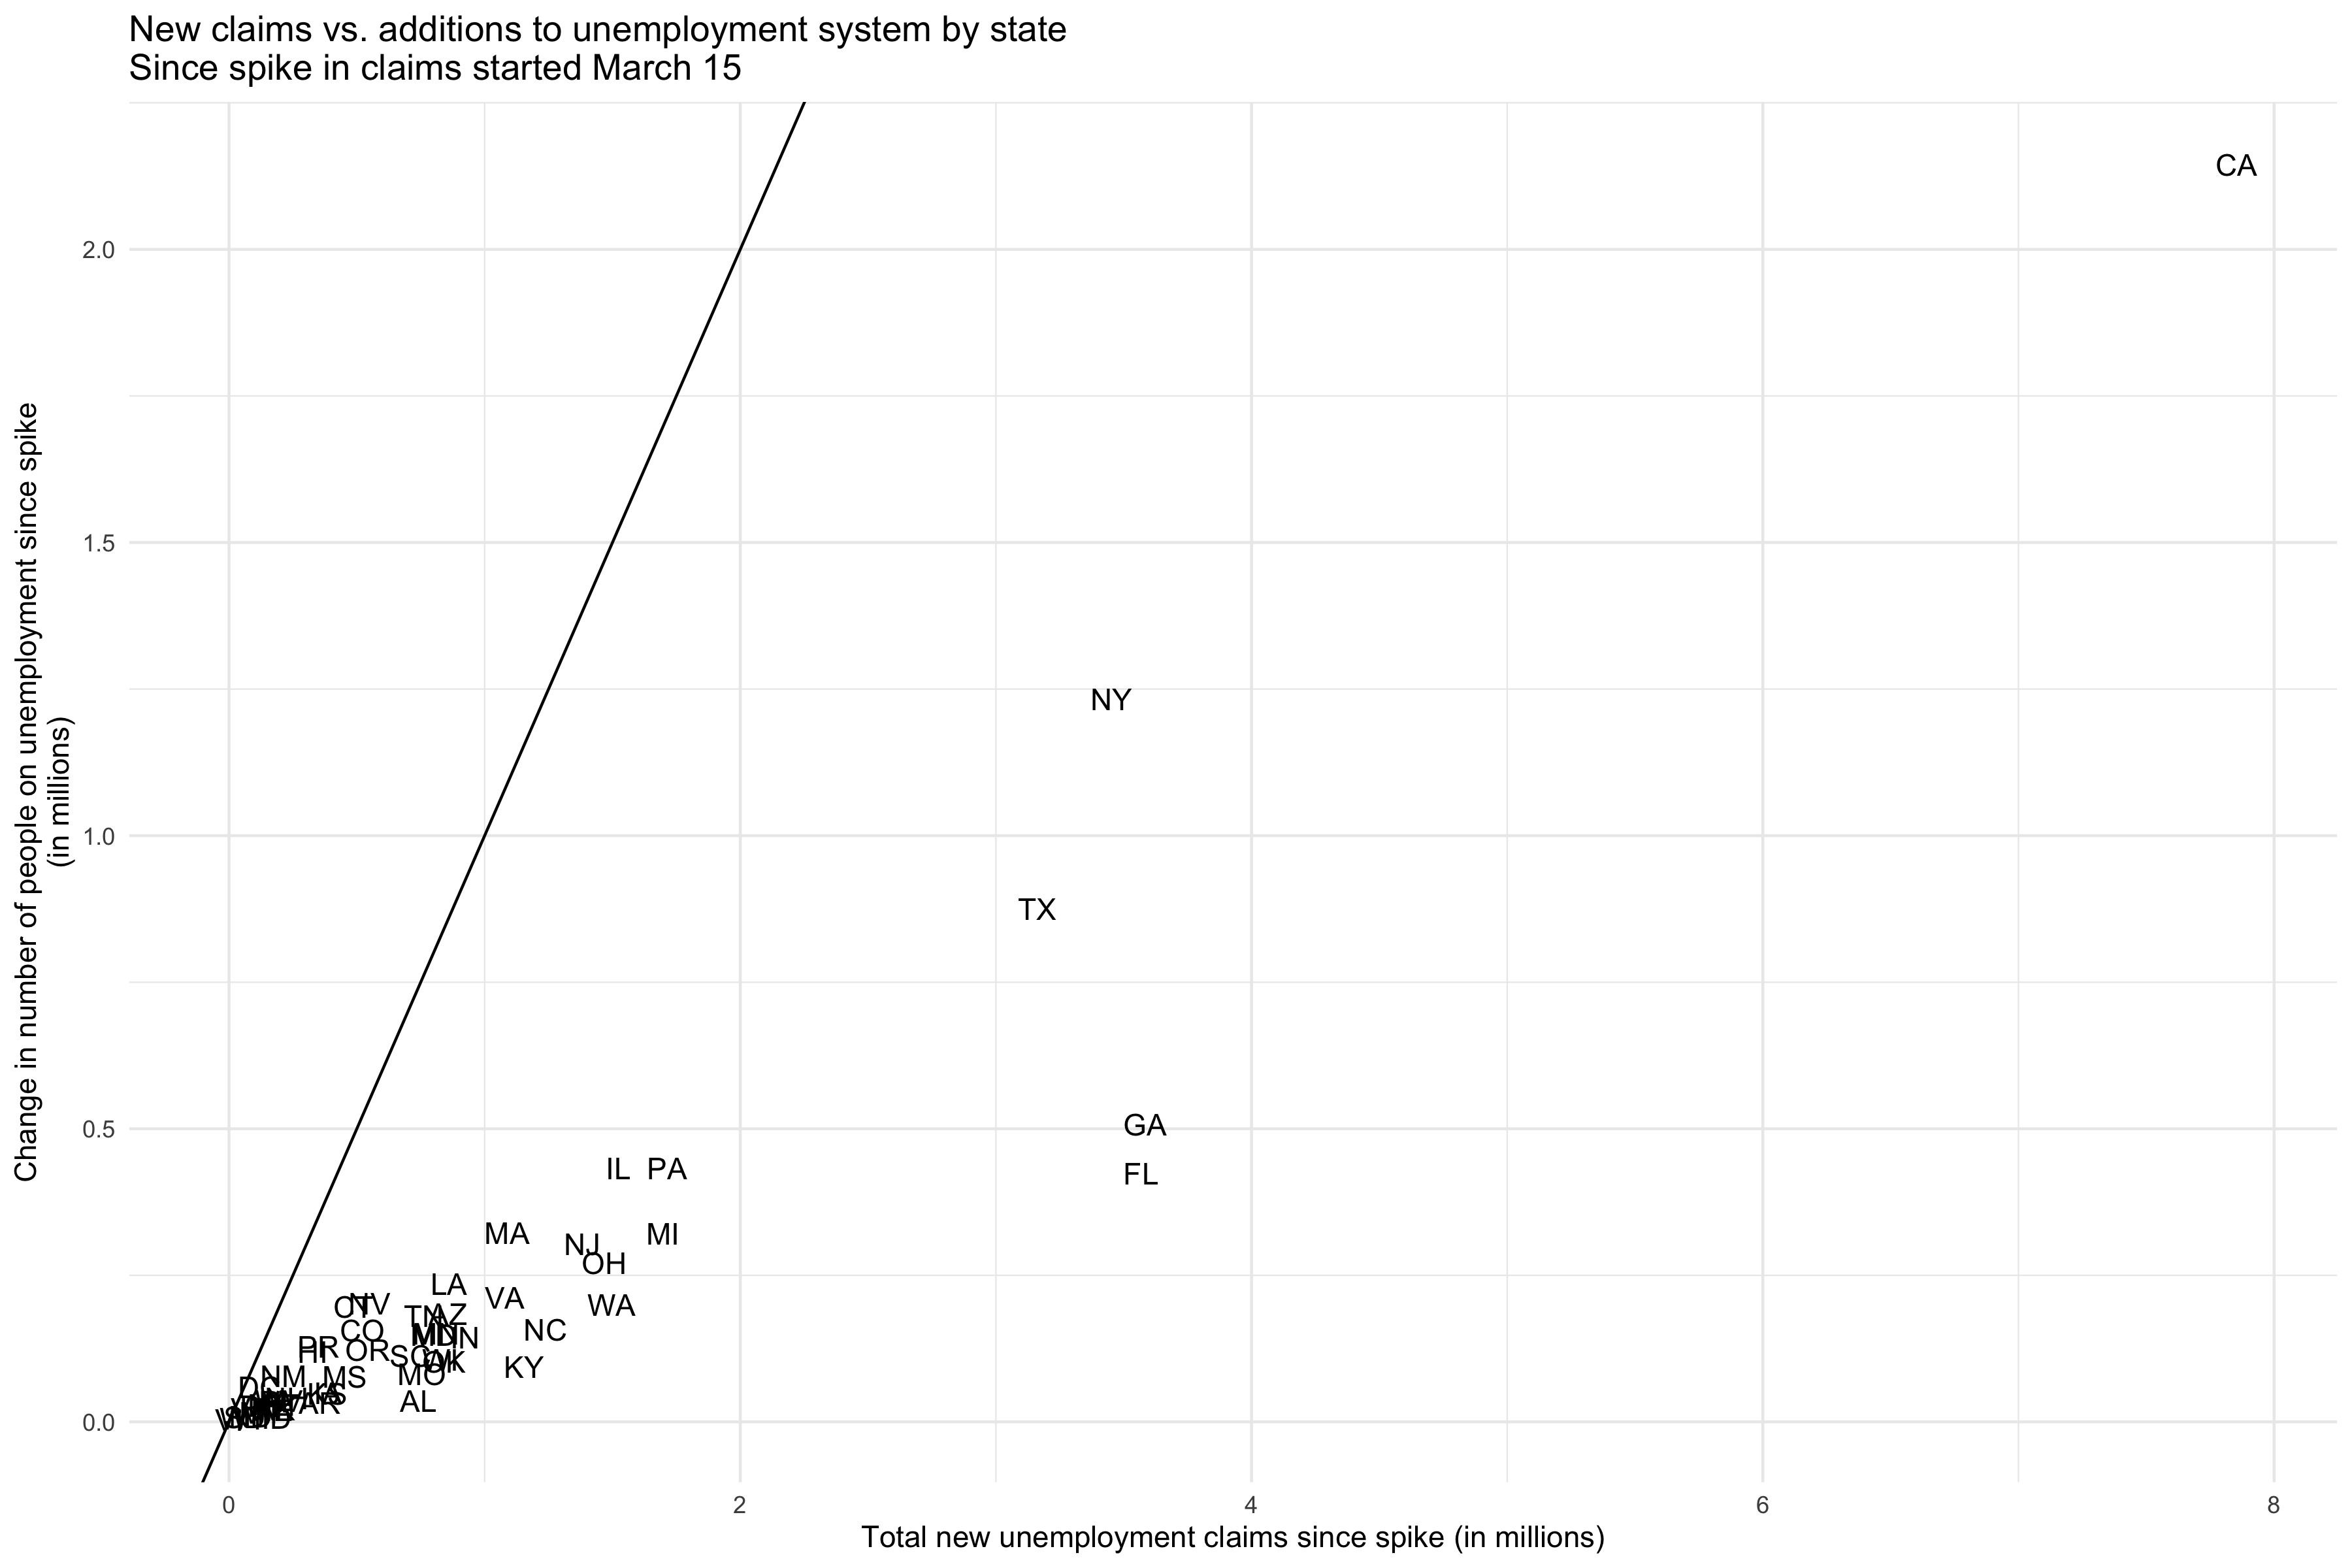 New claims vs. additions to unemployment system by state
Since spike in claims started March 15
CA
2.0
1.5
NY
1.0
TX
GA
0.5
IL PA
FL
MA
MI
NJ
OH
LA
VA
CT NV
WA
AZ
CO
NC
PR
HI
OR
SC
OK
KY
NM
MS
MO
DC
KS
AL
AR
0.0
0 2 4 6 8
Change in number of people on unemployment since spike
(in millions)
Total new unemployment claims since spike (in millions)